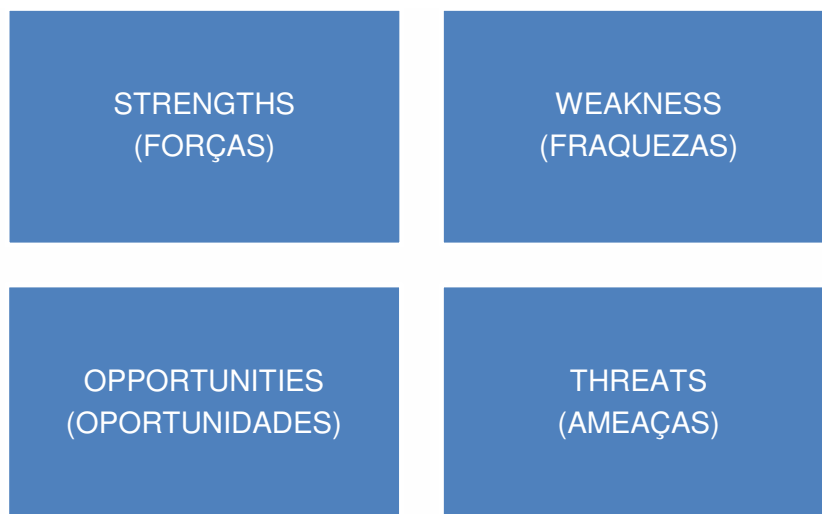 STRENGTHS
(FORÇAS)
WEAKNESS
(FRAQUEZAS)
OPPORTUNITIES
(OPORTUNIDADES)
THREATS
(AMEAÇAS)